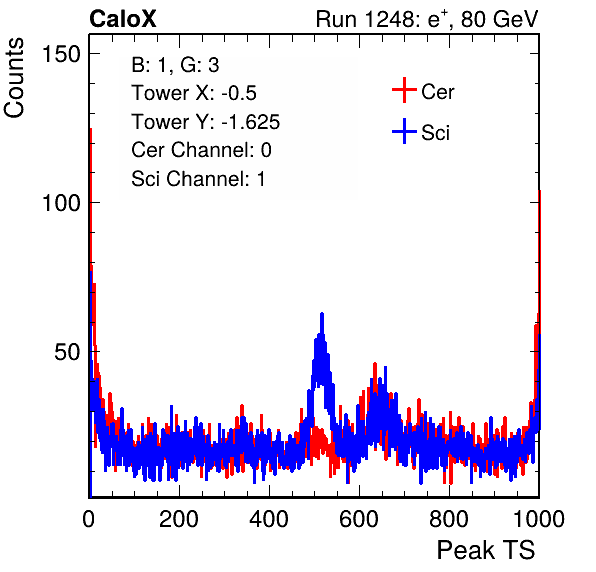 CaloX Run 1248: e+, 80 GeV
Counts
150
100
50
B: 1, G: 3
Tower X: -0.5
Tower Y: -1.625
Cer Channel: 0
Sci Channel: 1
Cer
Sci
0 200 400 600 800 1000
Peak TS